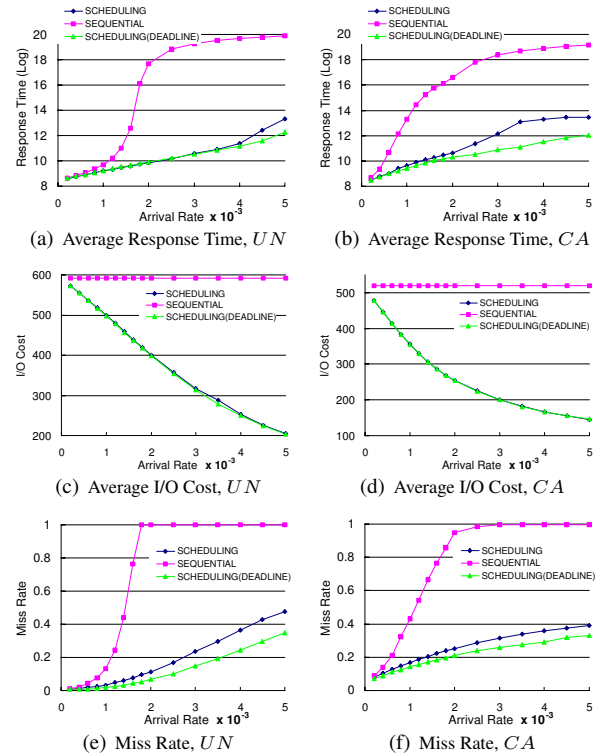 SCHEDULING
SEQUENTIAL
SCHEDULING(DEADLINE)
Response Time (Log)
20
18
16
14
12
10
8
0 1 2 3 4 5
Arrival Rate x 10-3
(a) Average Response Time, UN
SCHEDULING
SEQUENTIAL
SCHEDULING(DEADLINE)
Response Time (Log)
20
18
16
14
12
10
8
0 1 2 3 4 5
Arrival Rate x 10-3
(b) Average Response Time, CA
SCHEDULING
SEQUENTIAL
SCHEDULING(DEADLINE)
I/O Cost
600
500
400
300
200
0 1 2 3 4 5
Arrival Rate x 10-3
(c) Average I/O Cost, UN
SCHEDULING
SEQUENTIAL
SCHEDULING(DEADLINE)
I/O Cost
500
400
300
200
100
0 1 2 3 4 5
Arrival Rate x 10-3
(d) Average I/O Cost, CA
SCHEDULING
SEQUENTIAL
SCHEDULING(DEADLINE)
Miss Rate
1
0.8
0.6
0.4
0.2
0
0 1 2 3 4 5
Arrival Rate x 10-3
(e) Miss Rate, UN
SCHEDULING
SEQUENTIAL
SCHEDULING(DEADLINE)
Miss Rate
1
0.8
0.6
0.4
0.2
0
0 1 2 3 4 5
Arrival Rate x 10-3
(f) Miss Rate, CA